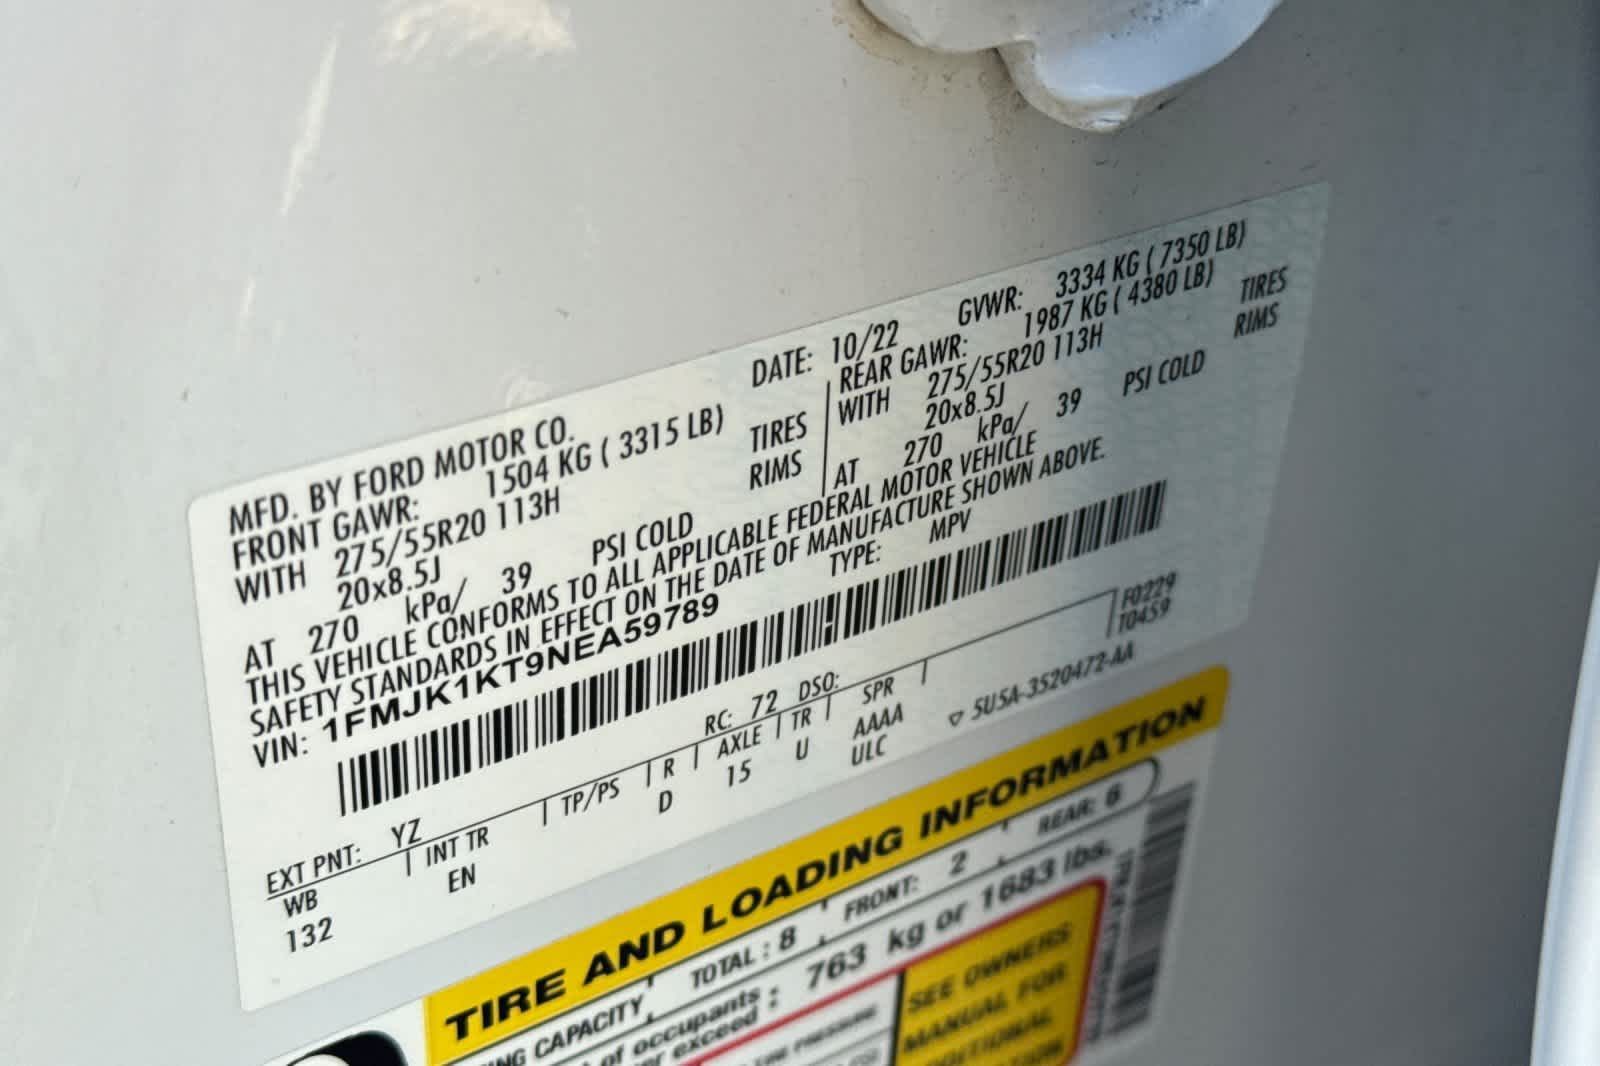 MFD. BY FORD MOTOR CO.
DATE: 10/22 GVWR: 3334 KG ( 7350 LB)
FRONT GAWR: 1504 KG ( 3315 LB)
WITH 275/55R20 113H TIRES
20x8.5J RIMS
AT 270 kPa/ 39 PSI COLD
REAR GAWR: 1987 KG ( 4380 LB)
WITH 275/55R20 113H TIRES
20x8.5J RIMS
AT 270 kPa/ 39 PSI COLD
THIS VEHICLE CONFORMS TO ALL APPLICABLE FEDERAL MOTOR VEHICLE
SAFETY STANDARDS IN EFFECT ON THE DATE OF MANUFACTURE SHOWN ABOVE.
VIN: 1FMJK1KT9NEA59789 TYPE: MPV
F0229
T0459
EXT PNT: YZ RC: 72 DSO:
WB INT TR TP/PS R AXLE TR SPR
132 EN D 15 U AAAA
ULC
5U5A-3520472-AA
TIRE AND LOADING INFORMATION
NG CAPACITY TOTAL: 8 FRONT: 2 REAR: 6
of occupants : 763 kg or 1683 lbs.
exceed
SEE OWNERS
MANUAL FOR